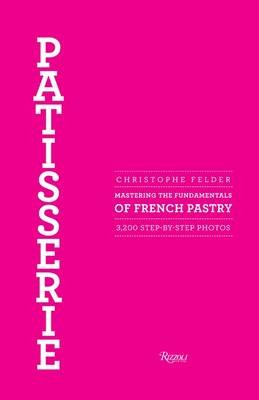 PATISSERIE
CHRISTOPHE FELDER
MASTERING THE FUNDAMENTALS
OF FRENCH PASTRY
3,200 STEP-BY-STEP PHOTOS
RIZZOLI